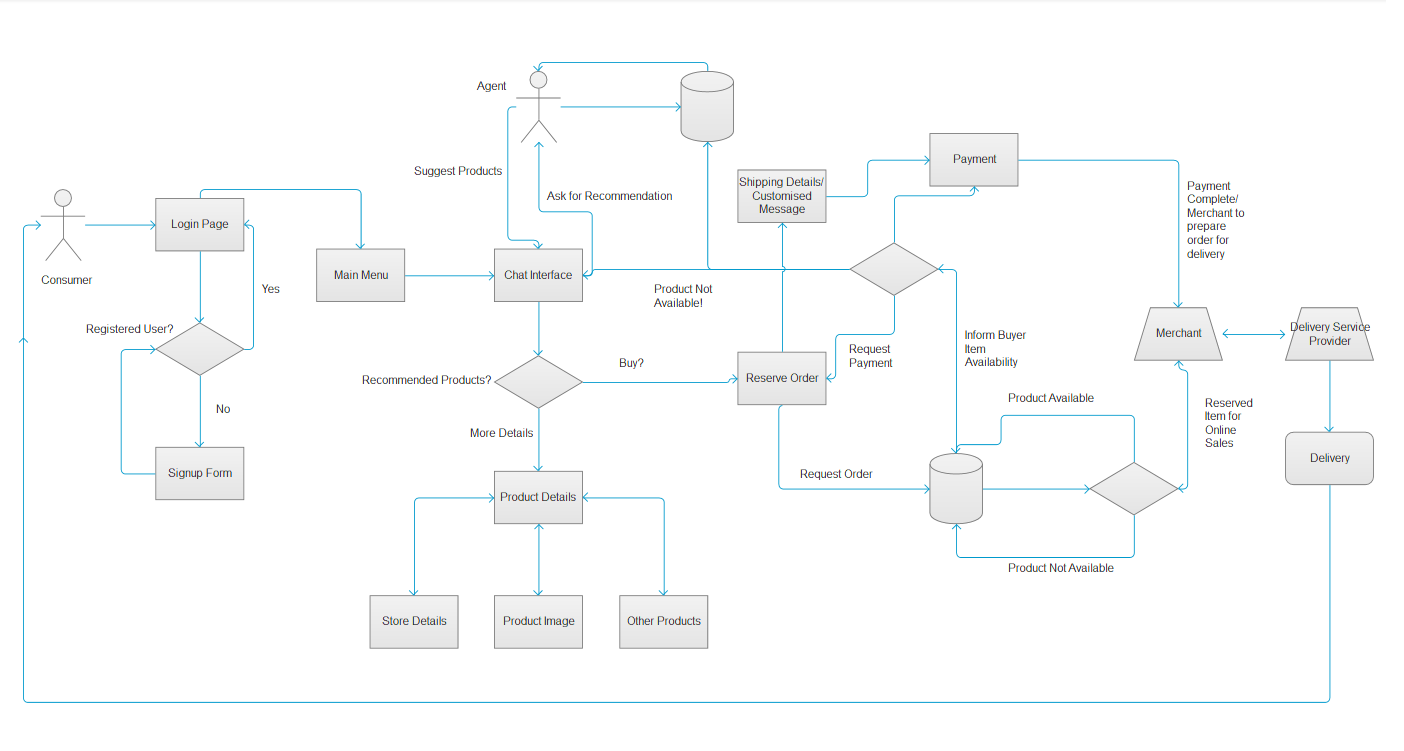 Agent
Suggest Products
Ask for Recommendation
Consumer
Login Page
Main Menu
Chat Interface
Yes
Registered User?
No
Signup Form
Recommended Products?
Buy?
More Details
Product Details
Store Details
Product Image
Other Products
Product Not
Available!
Shipping Details/
Customised
Message
Payment
Reserve Order
Request
Payment
Request Order
Inform Buyer
Item
Availability
Product Available
Product Not Available
Payment
Complete/
Merchant to
prepare
order for
delivery
Merchant
Delivery Service
Provider
Reserved
Item for
Online
Sales
Delivery